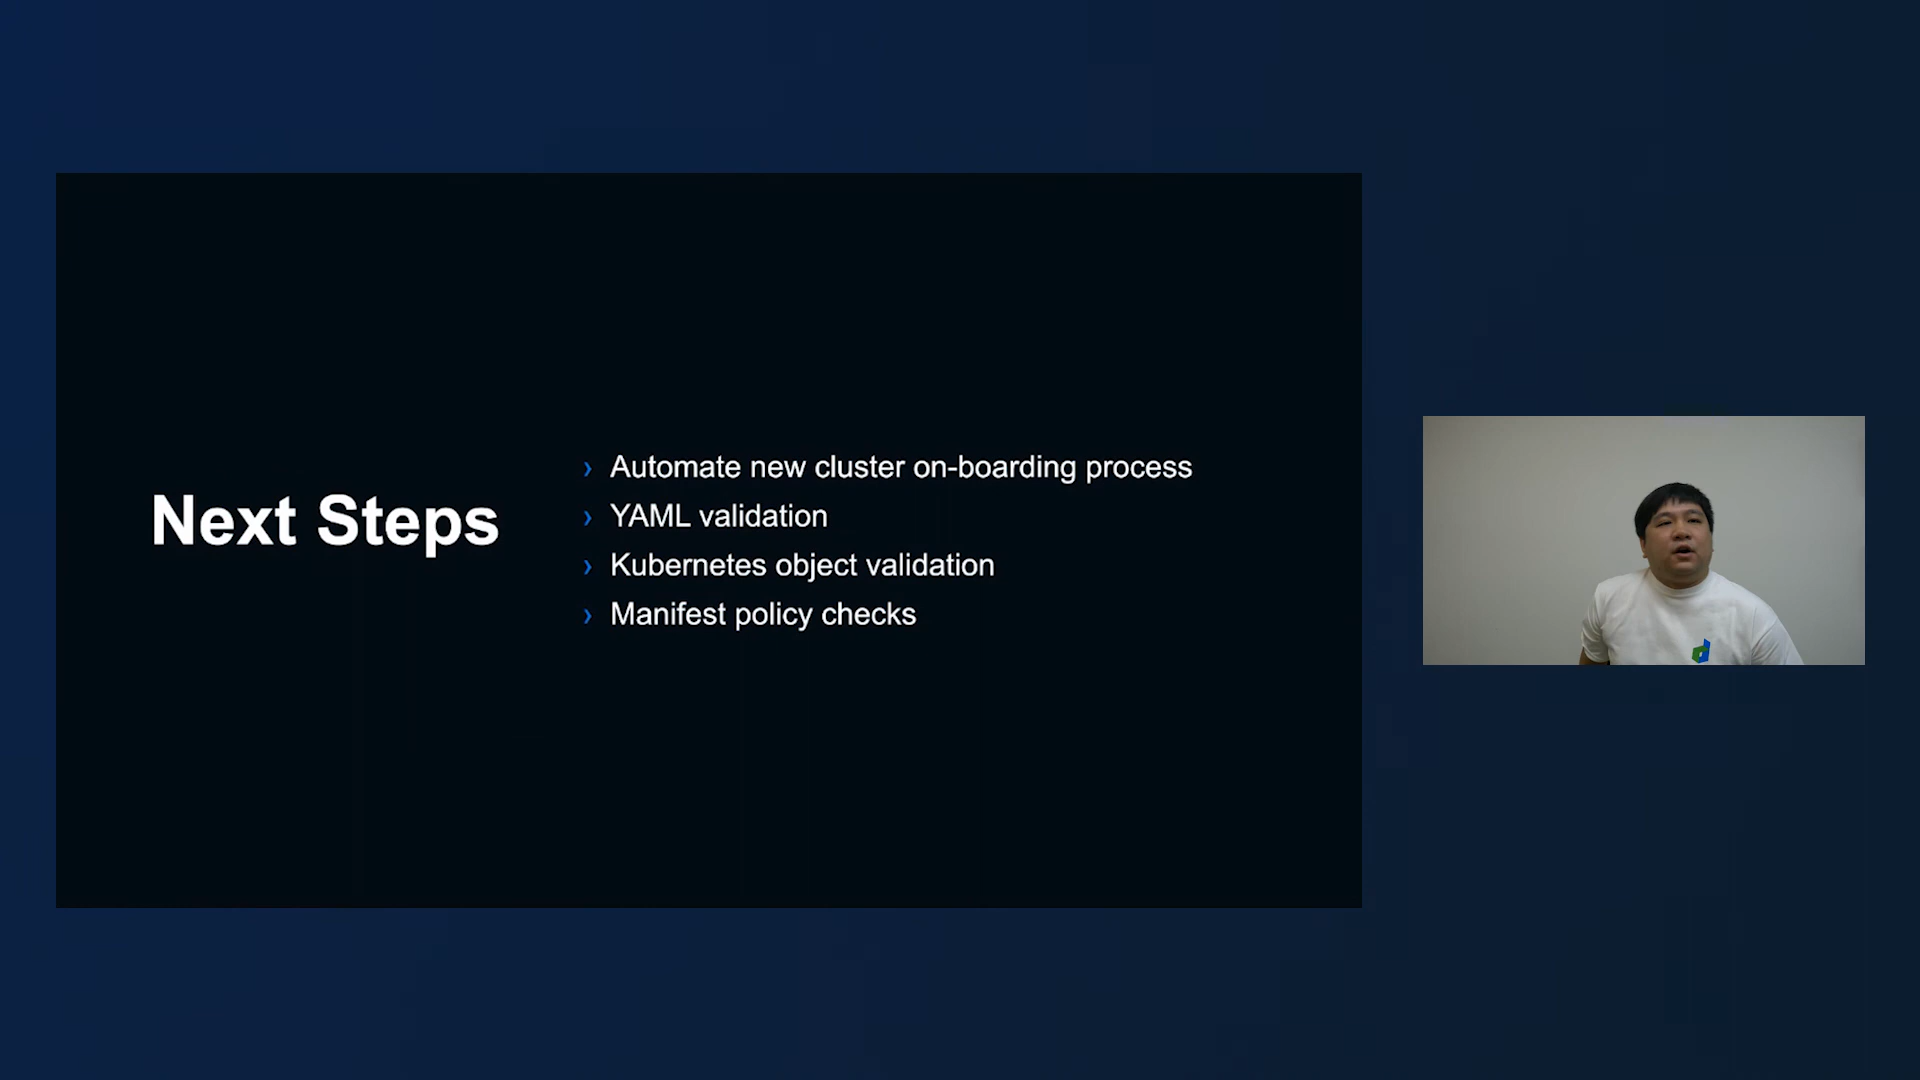 Next Steps
› Automate new cluster on-boarding process
› YAML validation
› Kubernetes object validation
› Manifest policy checks